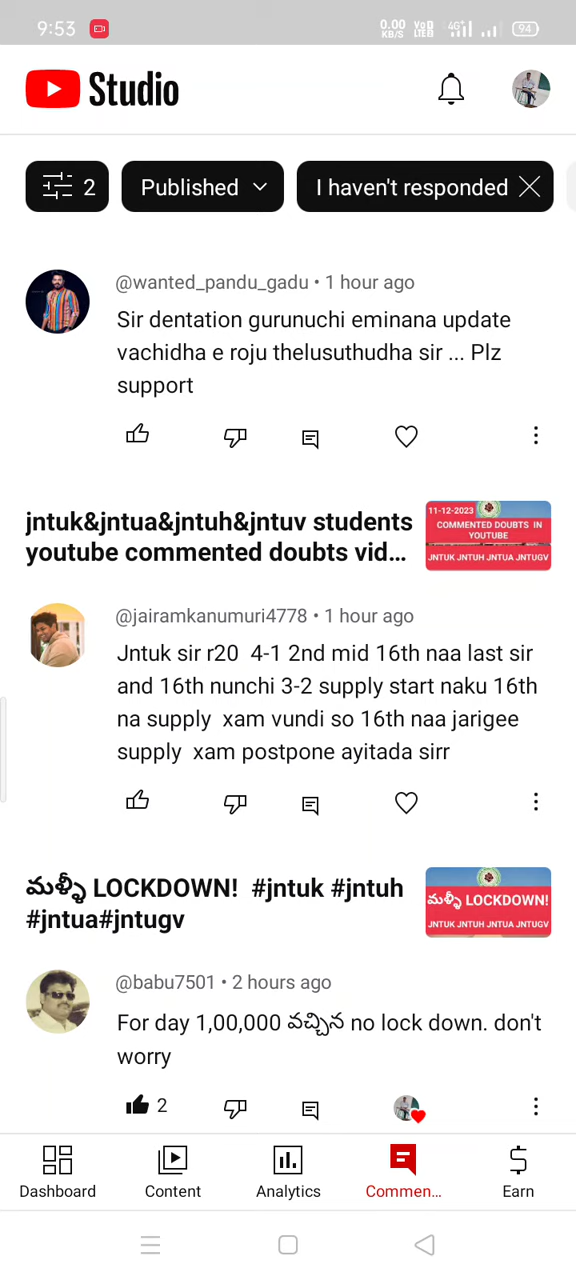 9:53
0.00 KB/S
Vo LTE
4G
94
Studio
2
Published
I haven't responded
@wanted_pandu_gadu • 1 hour ago
Sir dentation gurunuchi eminana update
vachidha e roju thelusuthudha sir ... Plz
support
jntuk&jntua&jntuh&jntuv students
youtube commented doubts vid...
11-12-2023
COMMENTED DOUBTS IN
YOUTUBE
JNTUK JNTUH JNTUA JNTUGV
@jairamkanumuri4778 • 1 hour ago
Jntuk sir r20 4-1 2nd mid 16th naa last sir
and 16th nunchi 3-2 supply start naku 16th
na supply xam vundi so 16th naa jarigee
supply xam postpone ayitada sirr
మళ్ళీ LOCKDOWN! #jntuk #jntuh
#jntua#jntugv
మళ్ళీ LOCKDOWN!
JNTUK JNTUH JNTUA JNTUGV
@babu7501 • 2 hours ago
For day 1,00,000 వచ్చిన no lock down. don't
worry
2
Dashboard
Content
Analytics
Commen...
Earn